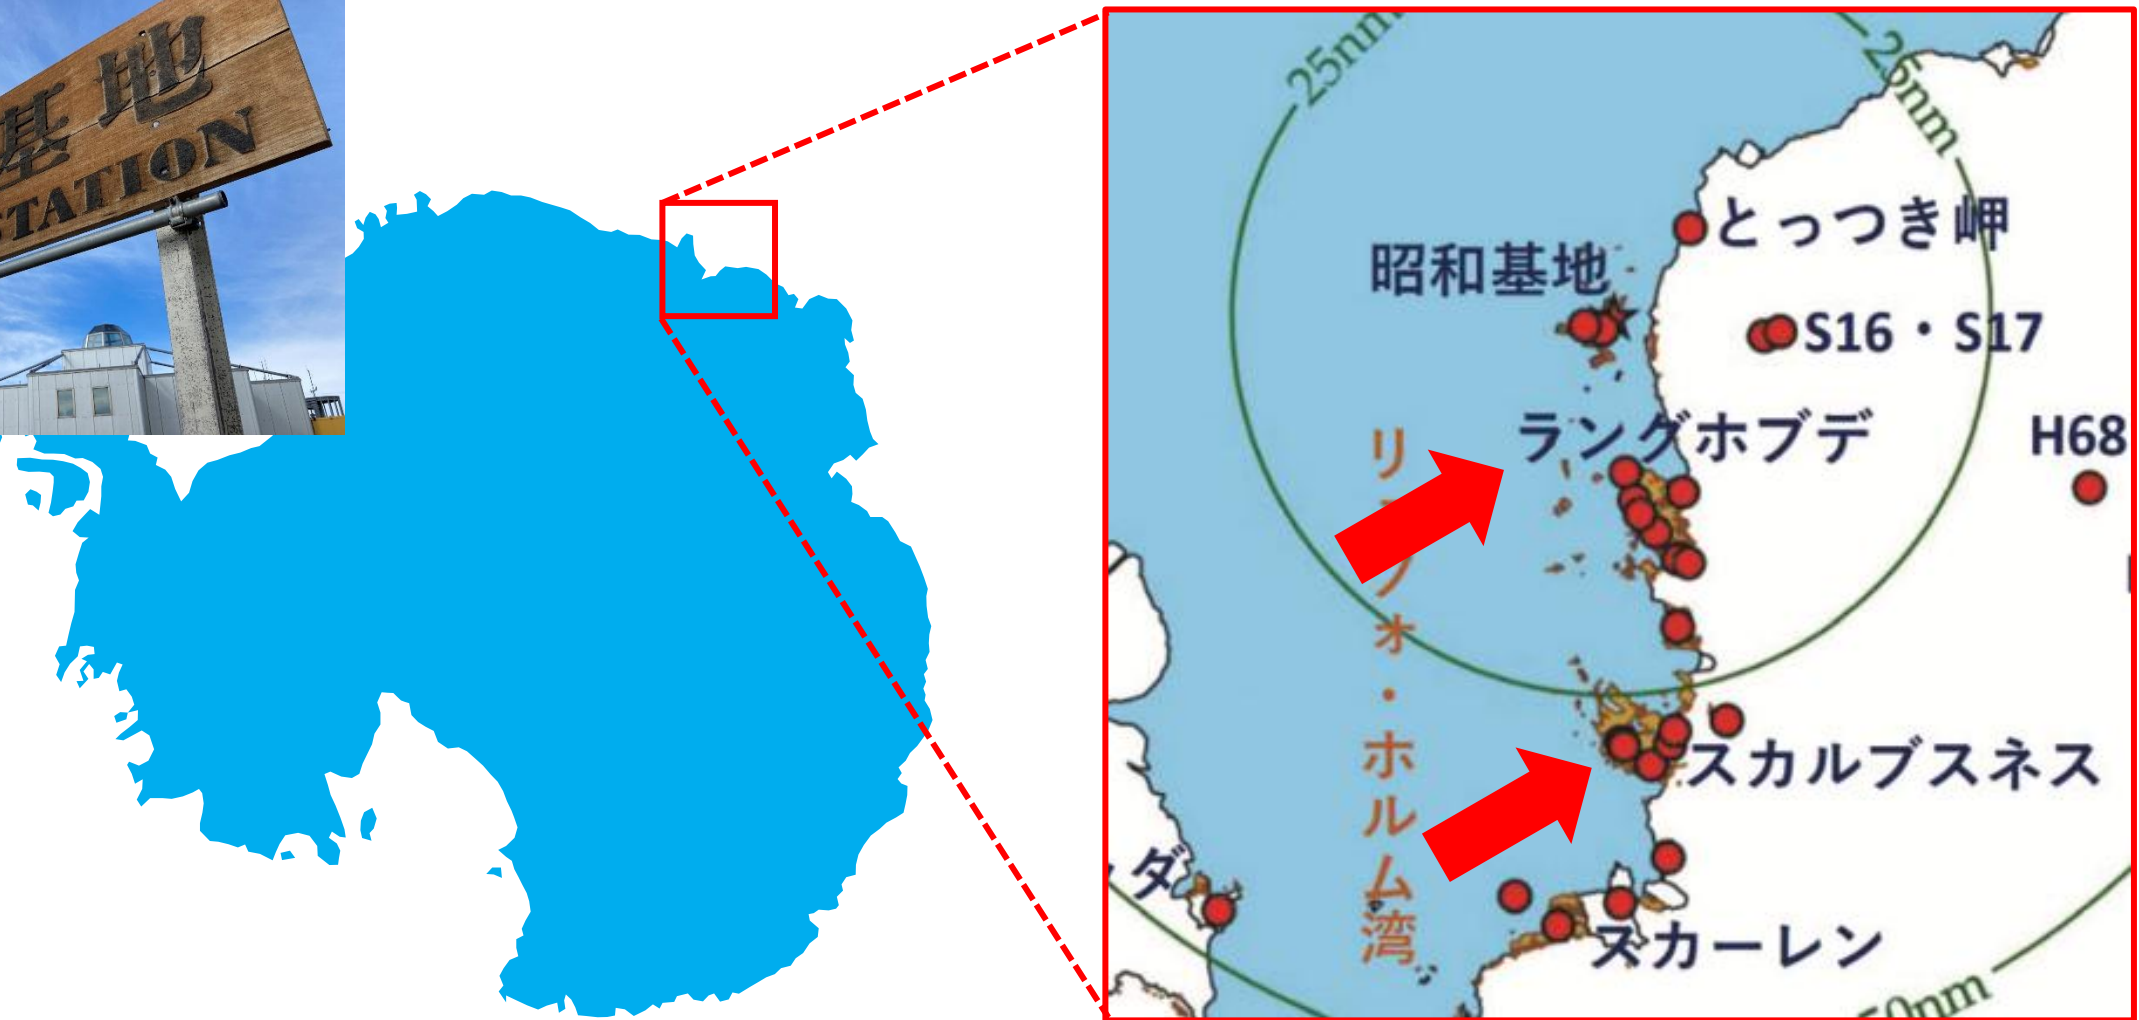 基地
STATION
25nm
25nm
とっつき岬
昭和基地
S16・S17
ラングホブデ
H68
リュツォ・ホルム湾
スカルブスネス
ダ
スカーレン
50nm